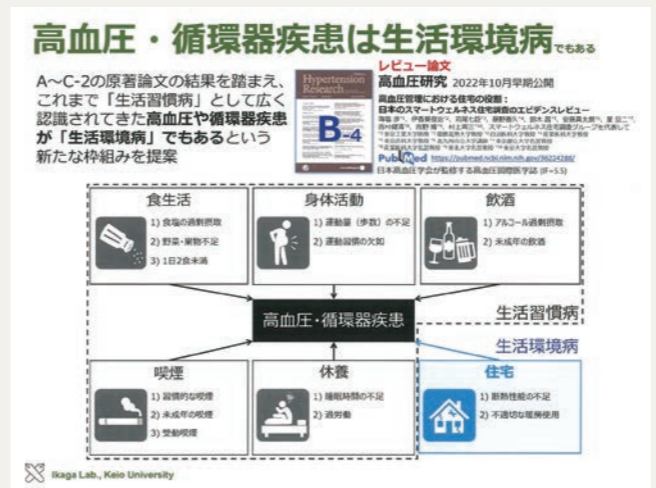 高血圧・循環器疾患は生活環境病でもある
A~C-2の原著論文の結果を踏まえ、
これまで「生活習慣病」として広く
認識されてきた高血圧や循環器疾患
が「生活環境病」でもあるという
新たな枠組みを提案
Hypertension
Research
B-4
レビュー論文
高血圧研究 2022年10月早期公開
高血圧管理における住宅の役割:
日本のスマートウェルネス住宅調査のエビデンスレビュー
PubMed https://pubmed.ncbi.nlm.nih.gov/36224286/
日本高血圧学会が監修する高血圧国際医学誌 (IF=5.5)
食生活
1) 食塩の過剰摂取
2) 野菜・果物不足
3) 1日2食未満
身体活動
1) 運動量(歩数)の不足
2) 運動習慣の欠如
飲酒
1) アルコール過剰摂取
2) 未成年の飲酒
高血圧・循環器疾患
生活習慣病
生活環境病
喫煙
1) 習慣的な喫煙
2) 未成年の喫煙
3) 受動喫煙
休養
1) 睡眠時間の不足
2) 過労働
住宅
1) 断熱性能の不足
2) 不適切な暖房使用
Ikaga Lab., Keio University